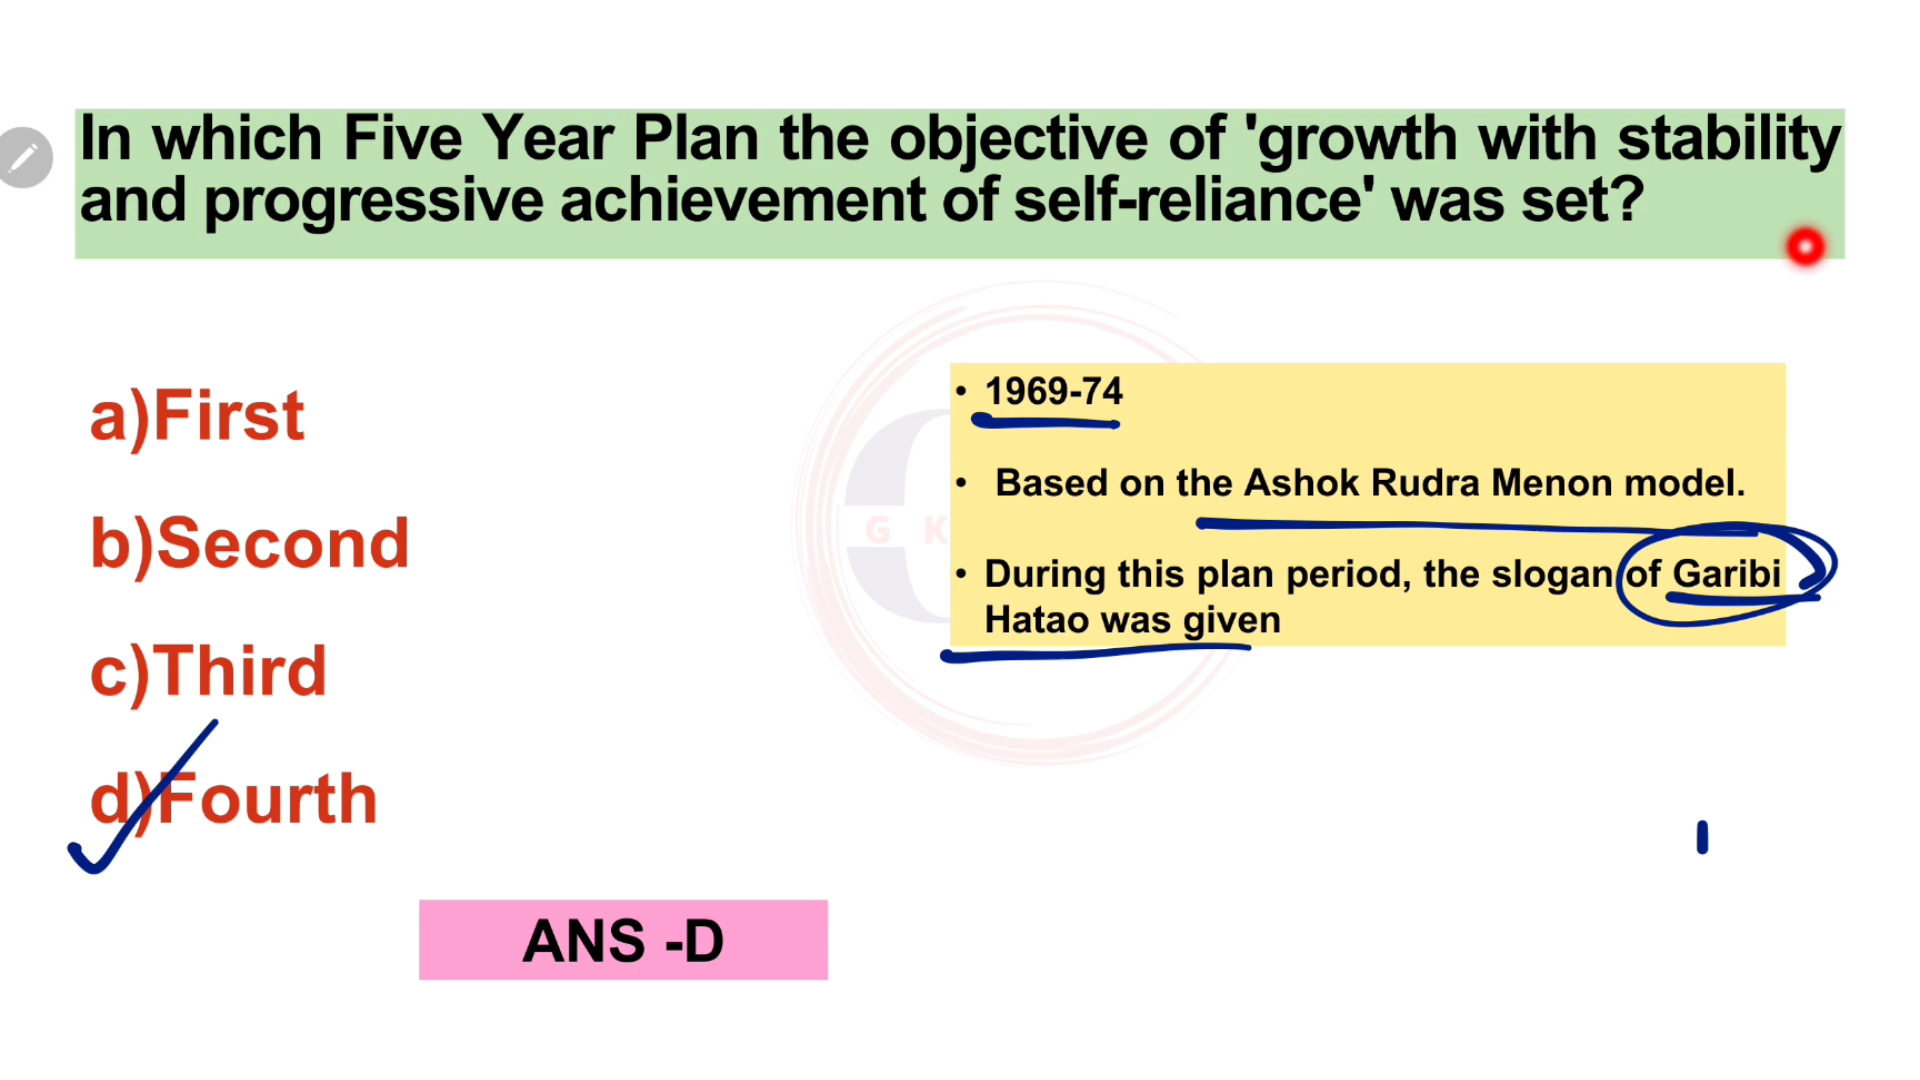 In which Five Year Plan the objective of 'growth with stability
and progressive achievement of self-reliance' was set?
a)First
b)Second
c)Third
d)Fourth
• 1969-74
• Based on the Ashok Rudra Menon model.
• During this plan period, the slogan of Garibi
Hatao was given
G K
ANS -D